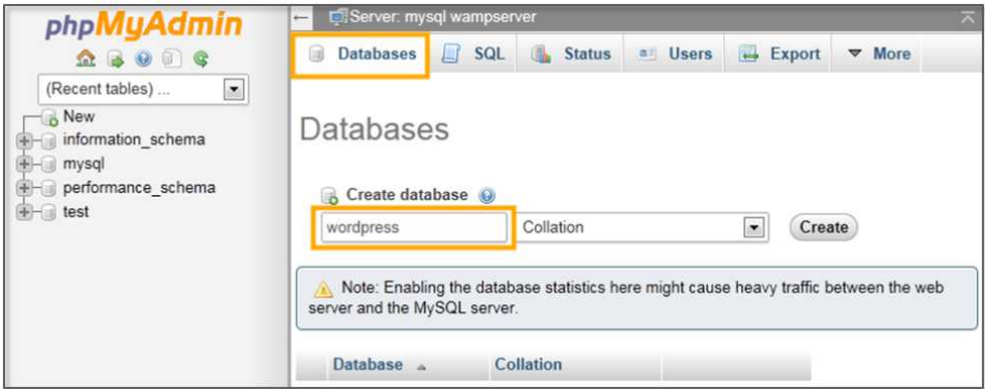 phpMyAdmin
(Recent tables) ...
New
information_schema
mysql
performance_schema
test
Server: mysql wampserver
Databases SQL Status Users Export More
Databases
Create database
wordpress Collation Create
Note: Enabling the database statistics here might cause heavy traffic between the web
server and the MySQL server.
Database Collation